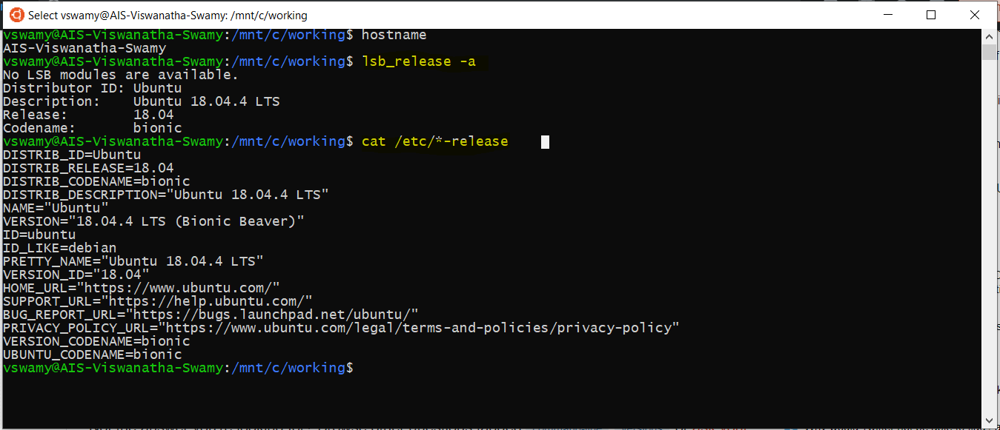 Select vswamy@AIS-Viswanatha-Swamy: /mnt/c/working
vswamy@AIS-Viswanatha-Swamy:/mnt/c/working$ hostname
AIS-Viswanatha-Swamy
vswamy@AIS-Viswanatha-Swamy:/mnt/c/working$ lsb_release -a
No LSB modules are available.
Distributor ID: Ubuntu
Description:    Ubuntu 18.04.4 LTS
Release:        18.04
Codename:       bionic
vswamy@AIS-Viswanatha-Swamy:/mnt/c/working$ cat /etc/*-release
DISTRIB_ID=Ubuntu
DISTRIB_RELEASE=18.04
DISTRIB_CODENAME=bionic
DISTRIB_DESCRIPTION="Ubuntu 18.04.4 LTS"
NAME="Ubuntu"
VERSION="18.04.4 LTS (Bionic Beaver)"
ID=ubuntu
ID_LIKE=debian
PRETTY_NAME="Ubuntu 18.04.4 LTS"
VERSION_ID="18.04"
HOME_URL="https://www.ubuntu.com/"
SUPPORT_URL="https://help.ubuntu.com/"
BUG_REPORT_URL="https://bugs.launchpad.net/ubuntu/"
PRIVACY_POLICY_URL="https://www.ubuntu.com/legal/terms-and-policies/privacy-policy"
VERSION_CODENAME=bionic
UBUNTU_CODENAME=bionic
vswamy@AIS-Viswanatha-Swamy:/mnt/c/working$